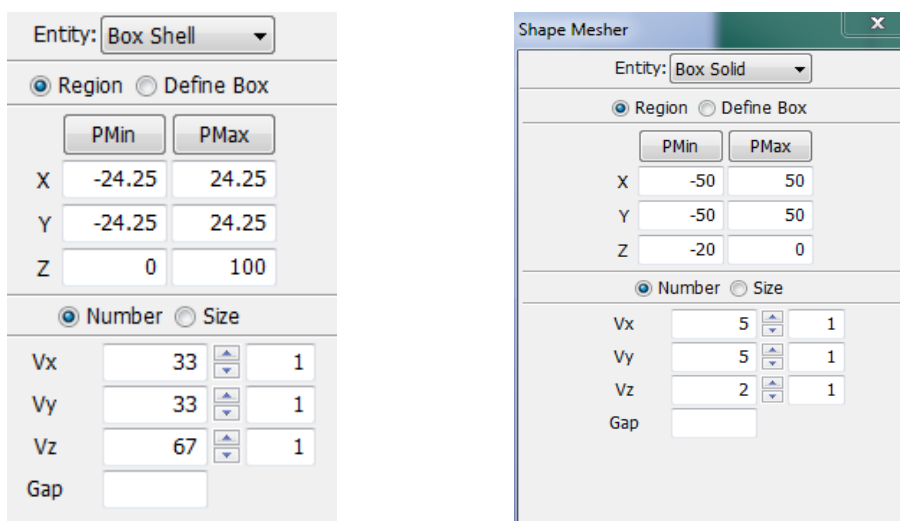 Entity: Box Shell
Region Define Box
PMin PMax
X -24.25 24.25
Y -24.25 24.25
Z 0 100
Number Size
Vx 33 1
Vy 33 1
Vz 67 1
Gap
Shape Mesher x
Entity: Box Solid
Region Define Box
PMin PMax
X -50 50
Y -50 50
Z -20 0
Number Size
Vx 5 1
Vy 5 1
Vz 2 1
Gap